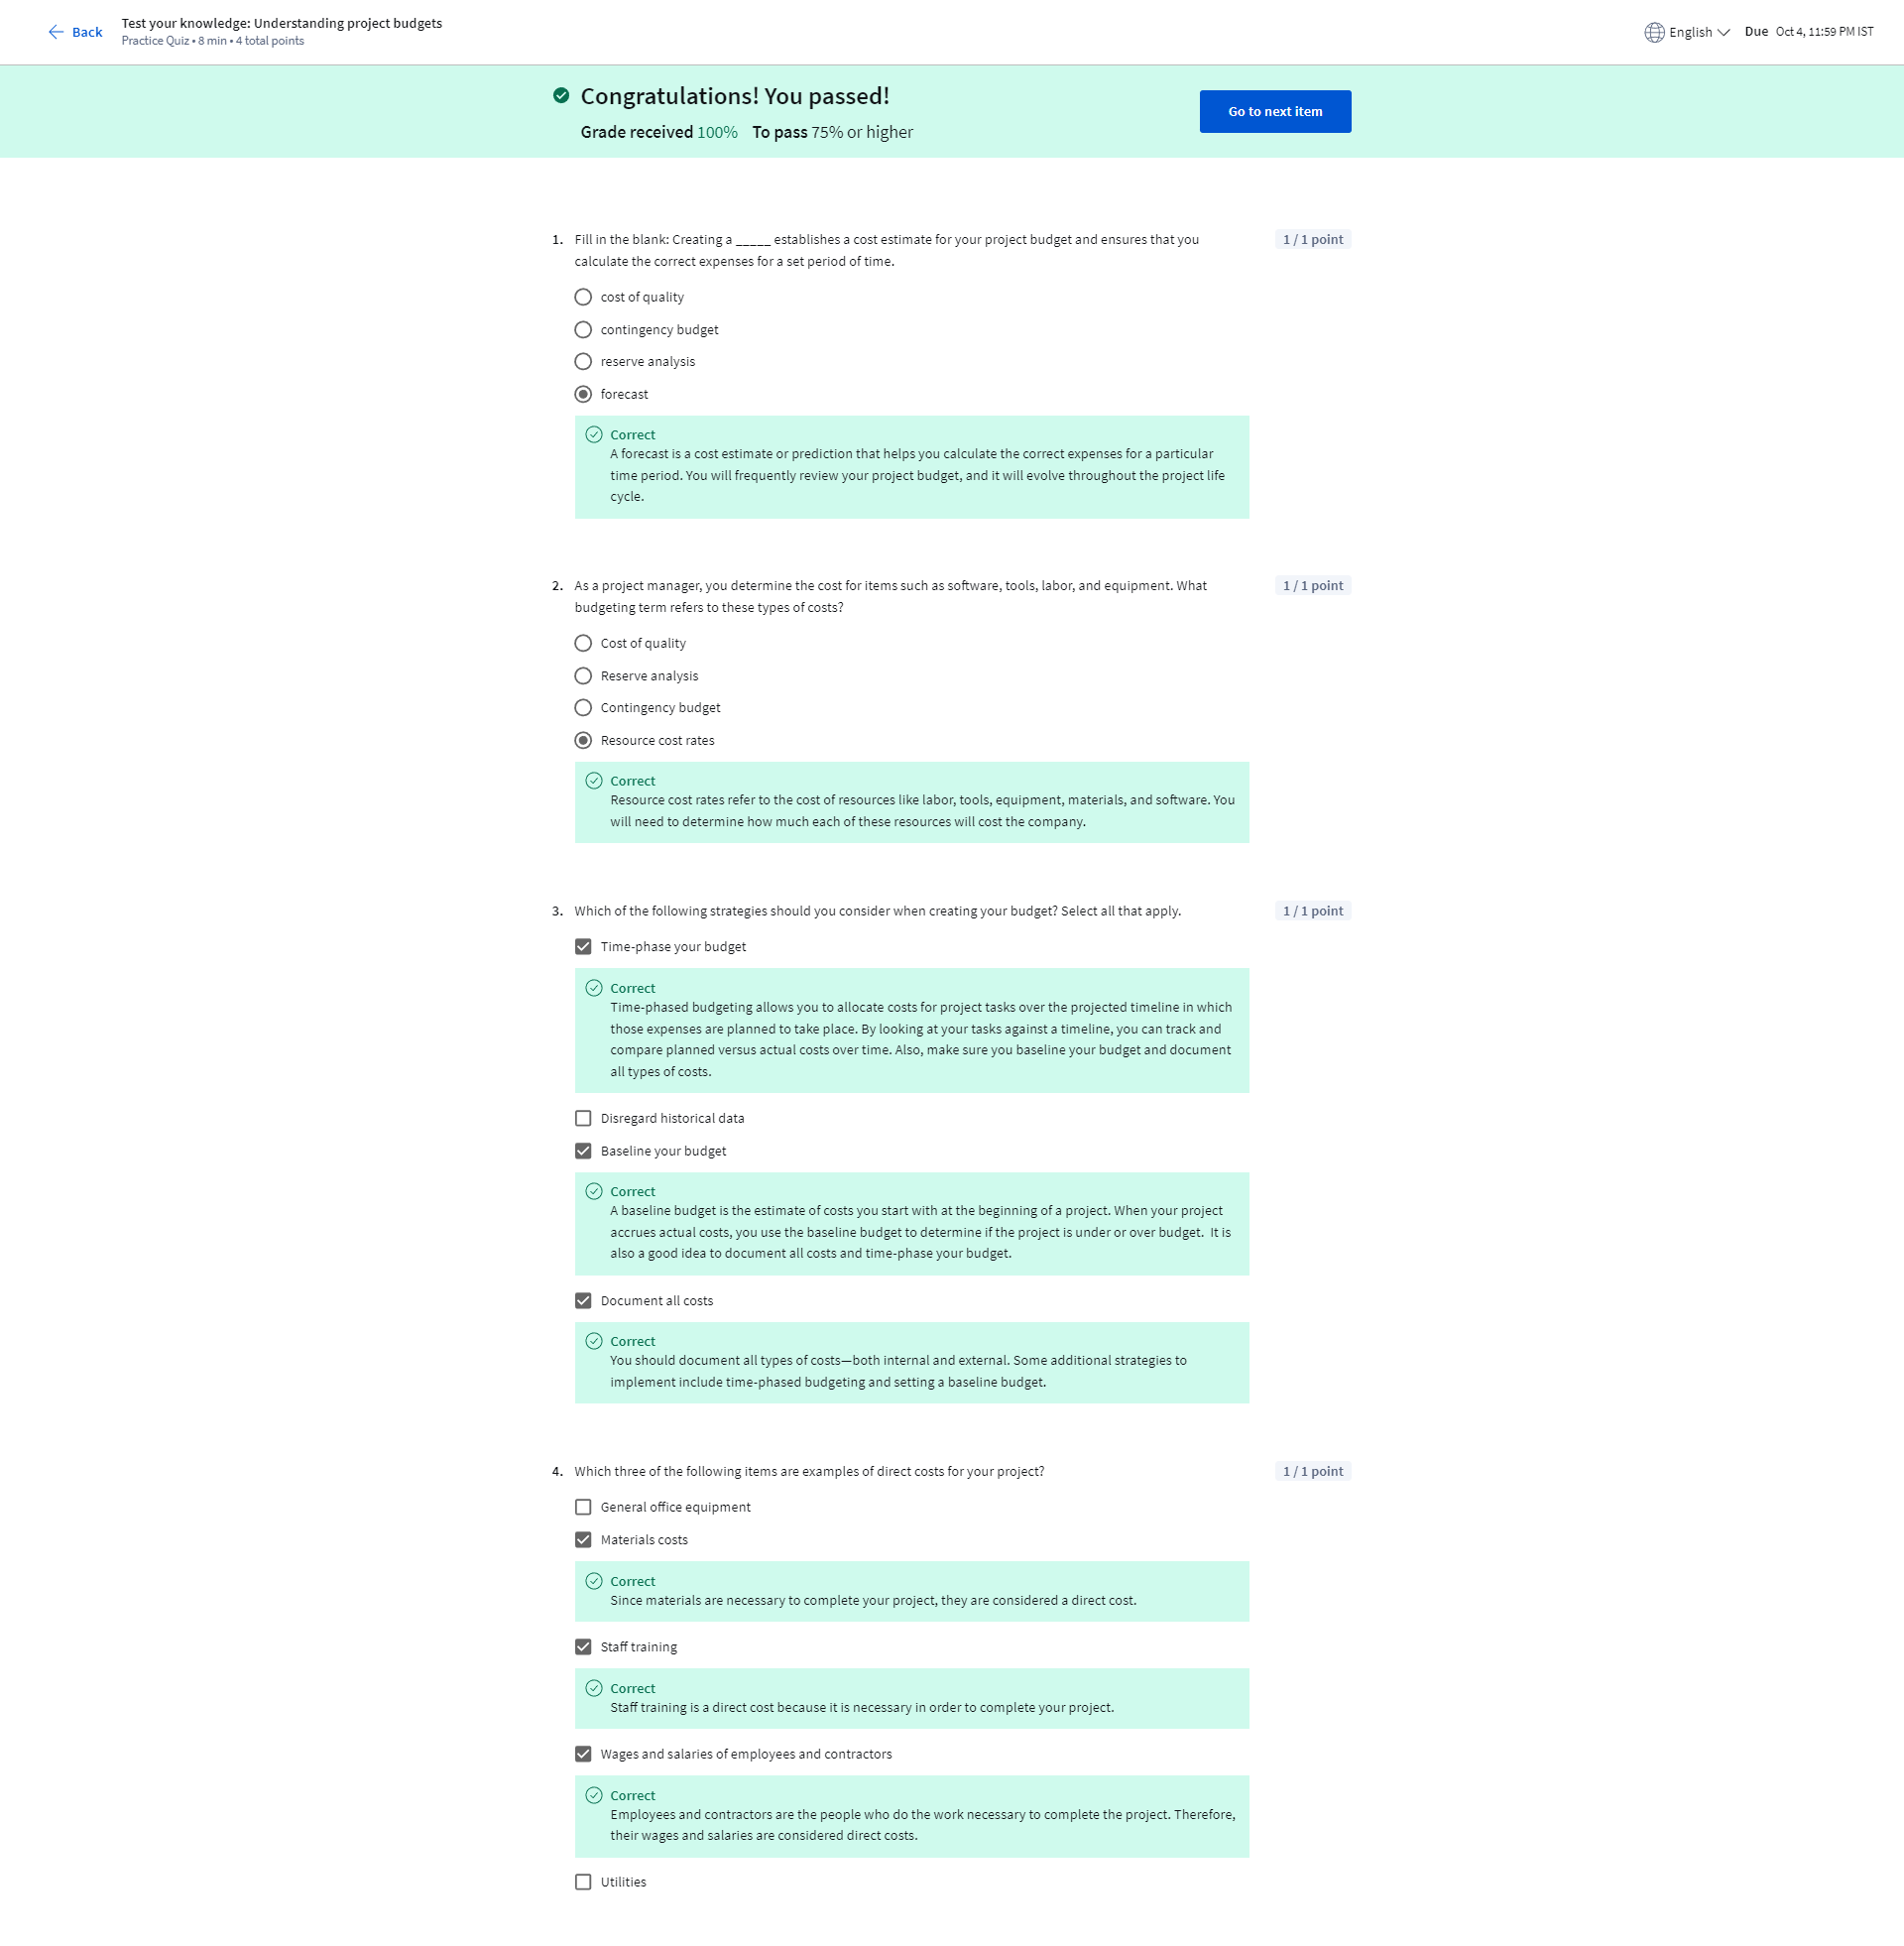 Back
Test your knowledge: Understanding project budgets
Practice Quiz • 8 min • 4 total points
English
Due Oct 4, 11:59 PM IST
Congratulations! You passed!
Grade received 100% To pass 75% or higher
Go to next item
1. Fill in the blank: Creating a _____ establishes a cost estimate for your project budget and ensures that you
calculate the correct expenses for a set period of time.
1 / 1 point
cost of quality
contingency budget
reserve analysis
forecast
Correct
A forecast is a cost estimate or prediction that helps you calculate the correct expenses for a particular
time period. You will frequently review your project budget, and it will evolve throughout the project life
cycle.
2. As a project manager, you determine the cost for items such as software, tools, labor, and equipment. What
budgeting term refers to these types of costs?
1 / 1 point
Cost of quality
Reserve analysis
Contingency budget
Resource cost rates
Correct
Resource cost rates refer to the cost of resources like labor, tools, equipment, materials, and software. You
will need to determine how much each of these resources will cost the company.
3. Which of the following strategies should you consider when creating your budget? Select all that apply.
1 / 1 point
Time-phase your budget
Correct
Time-phased budgeting allows you to allocate costs for project tasks over the projected timeline in which
those expenses are planned to take place. By looking at your tasks against a timeline, you can track and
compare planned versus actual costs over time. Also, make sure you baseline your budget and document
all types of costs.
Disregard historical data
Baseline your budget
Correct
A baseline budget is the estimate of costs you start with at the beginning of a project. When your project
accrues actual costs, you use the baseline budget to determine if the project is under or over budget.  It is
also a good idea to document all costs and time-phase your budget.
Document all costs
Correct
You should document all types of costs—both internal and external. Some additional strategies to
implement include time-phased budgeting and setting a baseline budget.
4. Which three of the following items are examples of direct costs for your project?
1 / 1 point
General office equipment
Materials costs
Correct
Since materials are necessary to complete your project, they are considered a direct cost.
Staff training
Correct
Staff training is a direct cost because it is necessary in order to complete your project.
Wages and salaries of employees and contractors
Correct
Employees and contractors are the people who do the work necessary to complete the project. Therefore,
their wages and salaries are considered direct costs.
Utilities